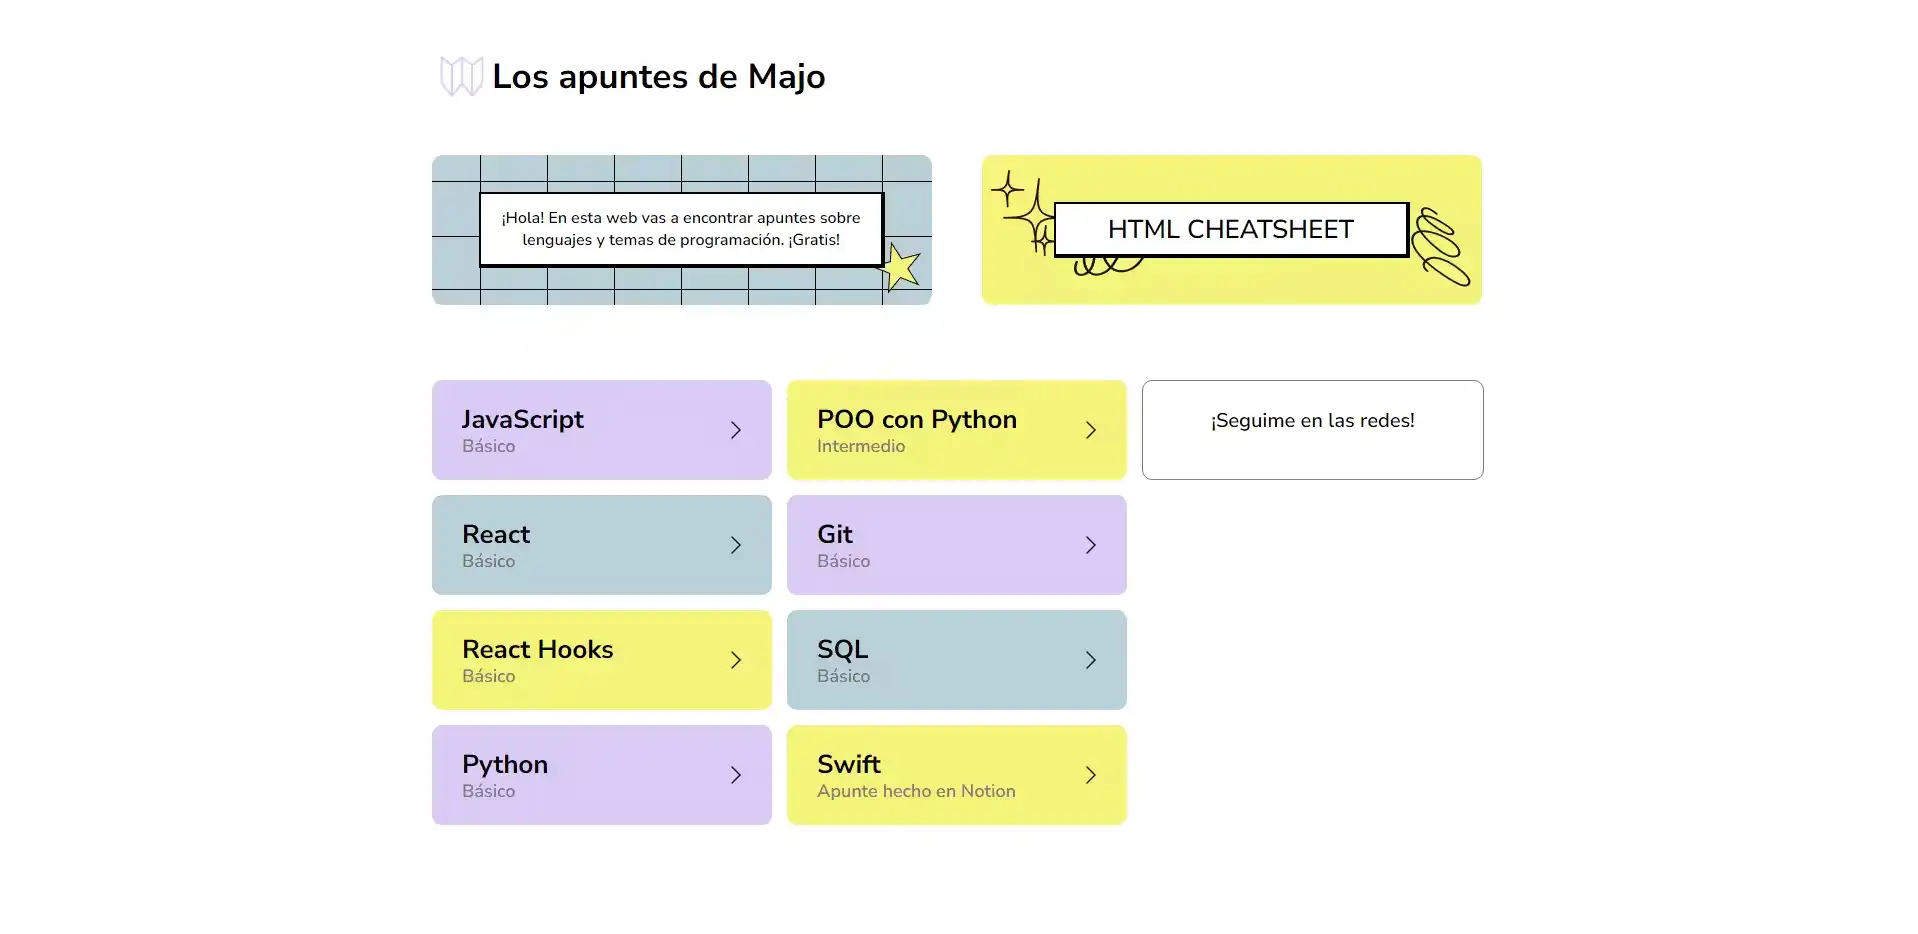 Los apuntes de Majo
¡Hola! En esta web vas a encontrar apuntes sobre
lenguajes y temas de programación. ¡Gratis!
HTML CHEATSHEET
JavaScript
Básico
POO con Python
Intermedio
¡Seguime en las redes!
React
Básico
Git
Básico
React Hooks
Básico
SQL
Básico
Python
Básico
Swift
Apunte hecho en Notion